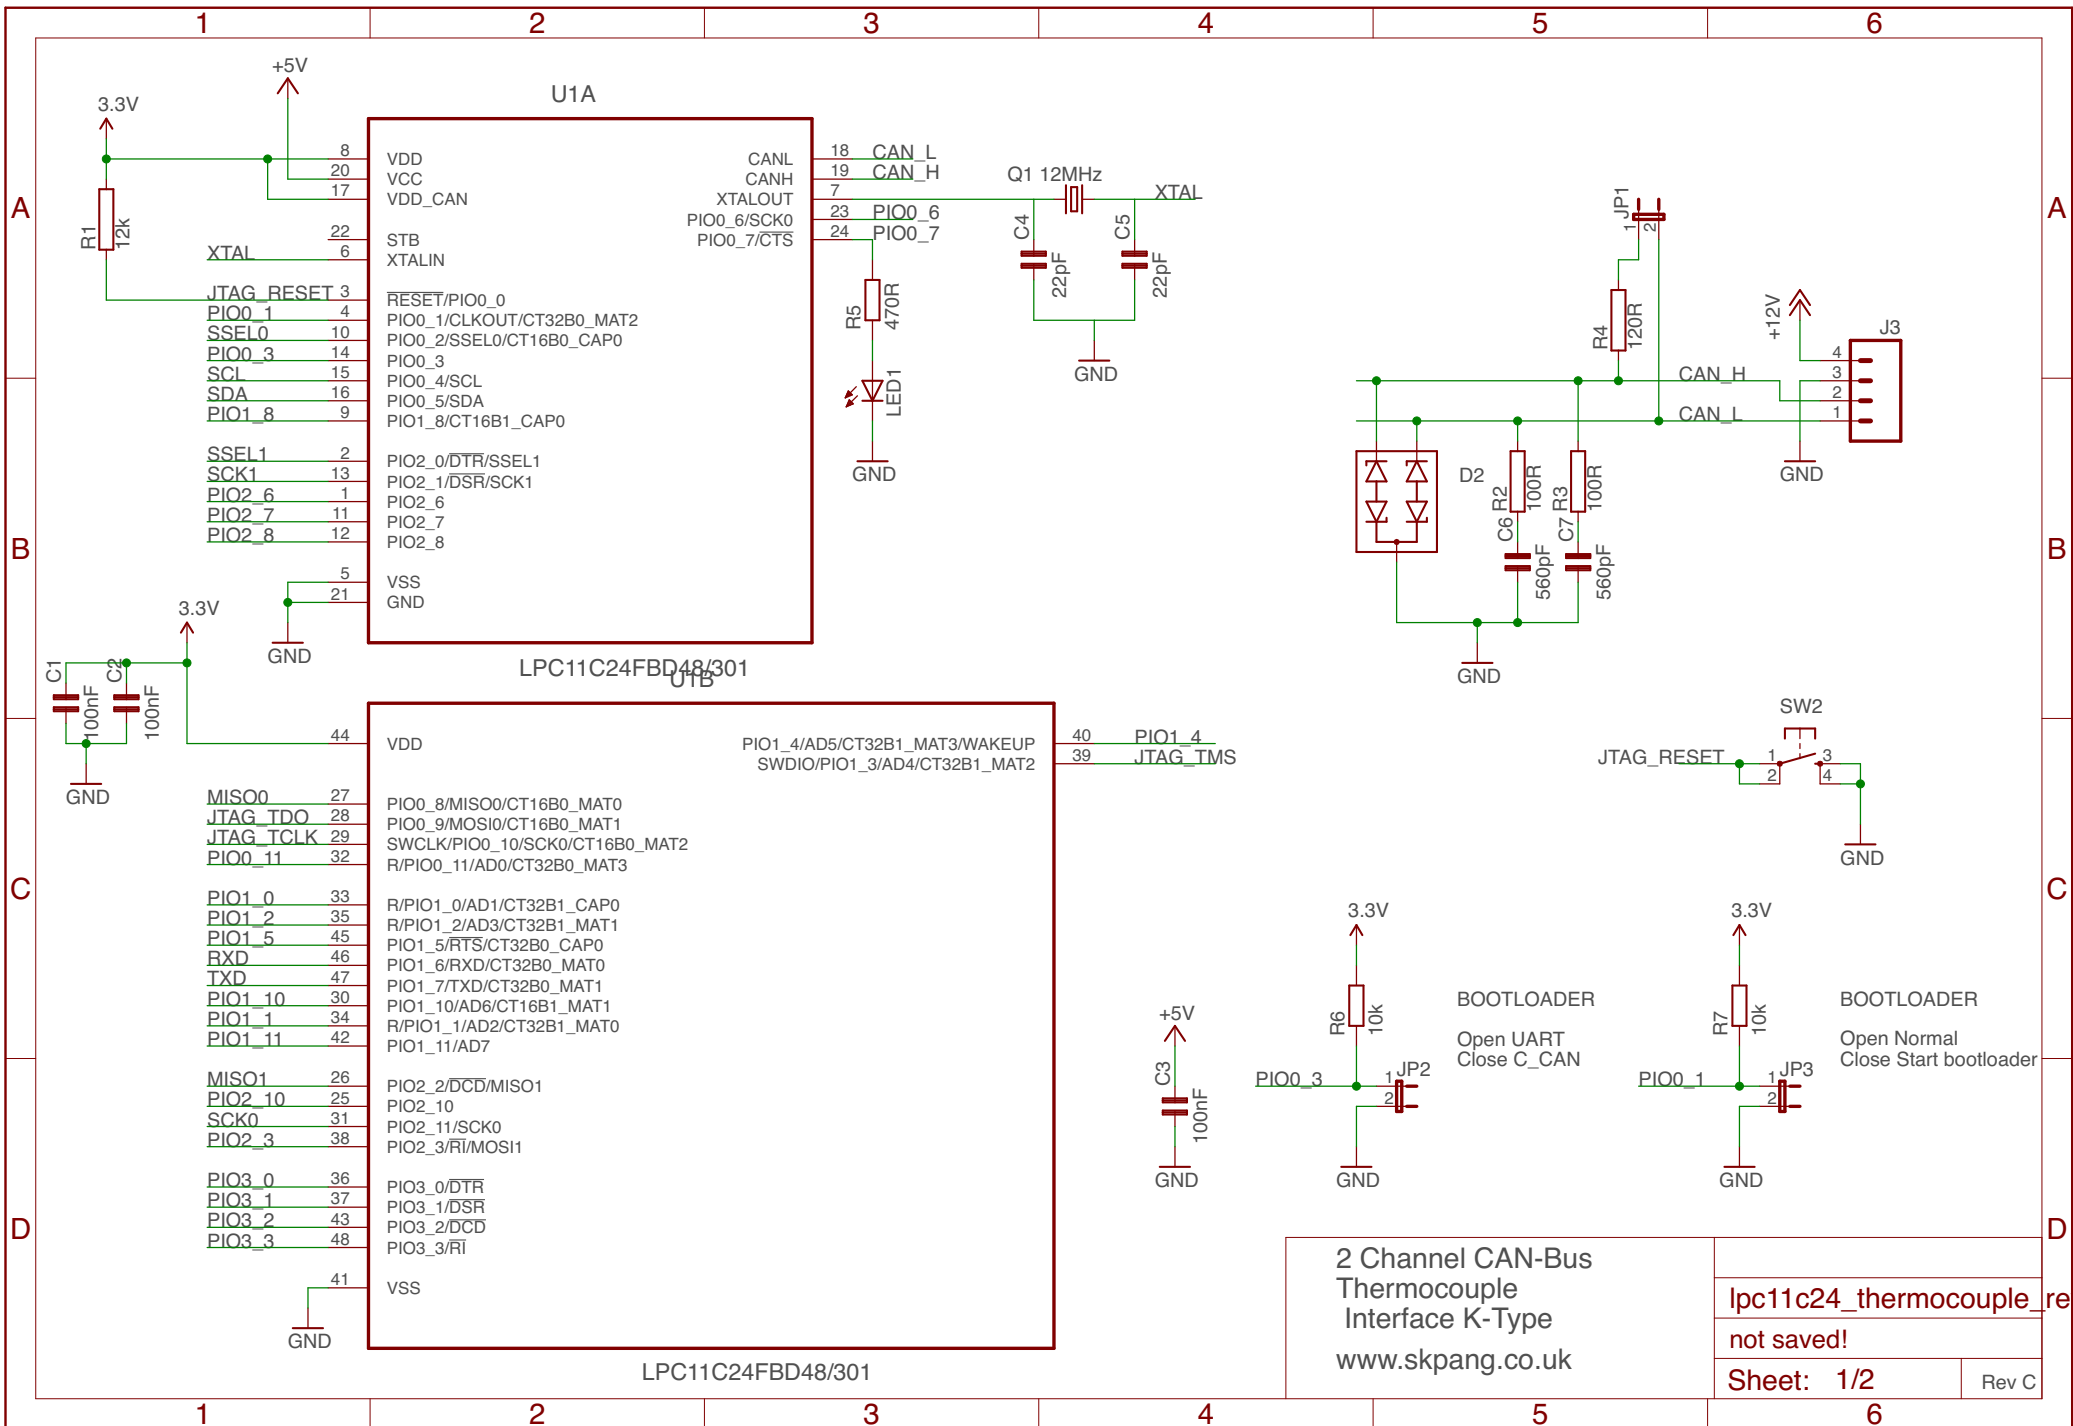 1 2 3 4 5 6
A
B
C
D
A
B
C
D
1 2 3 4 5 6
+5V
3.3V
R1
12k
XTAL
JTAG_RESET
PIO0_1
SSEL0
PIO0_3
SCL
SDA
PIO1_8
SSEL1
SCK1
PIO2_6
PIO2_7
PIO2_8
GND
U1A
8 VDD
20 VCC
17 VDD_CAN
22 STB
6 XTALIN
3 RESET/PIO0_0
4 PIO0_1/CLKOUT/CT32B0_MAT2
10 PIO0_2/SSEL0/CT16B0_CAP0
14 PIO0_3
15 PIO0_4/SCL
16 PIO0_5/SDA
9 PIO1_8/CT16B1_CAP0
2 PIO2_0/DTR/SSEL1
13 PIO2_1/DSR/SCK1
1 PIO2_6
11 PIO2_7
12 PIO2_8
5 VSS
21 GND
CANL 18 CAN_L
CANH 19 CAN_H
XTALOUT 7
PIO0_6/SCK0 23 PIO0_6
PIO0_7/CTS 24 PIO0_7
LPC11C24FBD48/301
R5
470R
LED1
GND
Q1 12MHz
XTAL
C4
22pF
C5
22pF
GND
JP1
1
2
R4
120R
+12V
J3
4
3
2
1
CAN_H
CAN_L
GND
D2
R2
100R
R3
100R
C6
560pF
C7
560pF
GND
3.3V
C1
100nF
C2
100nF
GND
U1B
44 VDD
MISO0 27 PIO0_8/MISO0/CT16B0_MAT0
JTAG_TDO 28 PIO0_9/MOSI0/CT16B0_MAT1
JTAG_TCLK 29 SWCLK/PIO0_10/SCK0/CT16B0_MAT2
PIO0_11 32 R/PIO0_11/AD0/CT32B0_MAT3
PIO1_0 33 R/PIO1_0/AD1/CT32B1_CAP0
PIO1_2 35 R/PIO1_2/AD3/CT32B1_MAT1
PIO1_5 45 PIO1_5/RTS/CT32B0_CAP0
RXD 46 PIO1_6/RXD/CT32B0_MAT0
TXD 47 PIO1_7/TXD/CT32B0_MAT1
PIO1_10 30 PIO1_10/AD6/CT16B1_MAT1
PIO1_1 34 R/PIO1_1/AD2/CT32B1_MAT0
PIO1_11 42 PIO1_11/AD7
MISO1 26 PIO2_2/DCD/MISO1
PIO2_10 25 PIO2_10
SCK0 31 PIO2_11/SCK0
PIO2_3 38 PIO2_3/RI/MOSI1
PIO3_0 36 PIO3_0/DTR
PIO3_1 37 PIO3_1/DSR
PIO3_2 43 PIO3_2/DCD
PIO3_3 48 PIO3_3/RI
41 VSS
GND
PIO1_4/AD5/CT32B1_MAT3/WAKEUP 40 PIO1_4
SWDIO/PIO1_3/AD4/CT32B1_MAT2 39 JTAG_TMS
LPC11C24FBD48/301
SW2
JTAG_RESET
1 3
2 4
GND
+5V
C3
100nF
GND
3.3V
R6
10k
PIO0_3
1 JP2
2
GND
BOOTLOADER
Open UART
Close C_CAN
3.3V
R7
10k
PIO0_1
1 JP3
2
GND
BOOTLOADER
Open Normal
Close Start bootloader
2 Channel CAN-Bus
Thermocouple
Interface K-Type
www.skpang.co.uk
lpc11c24_thermocouple_re
not saved!
Sheet: 1/2
Rev C